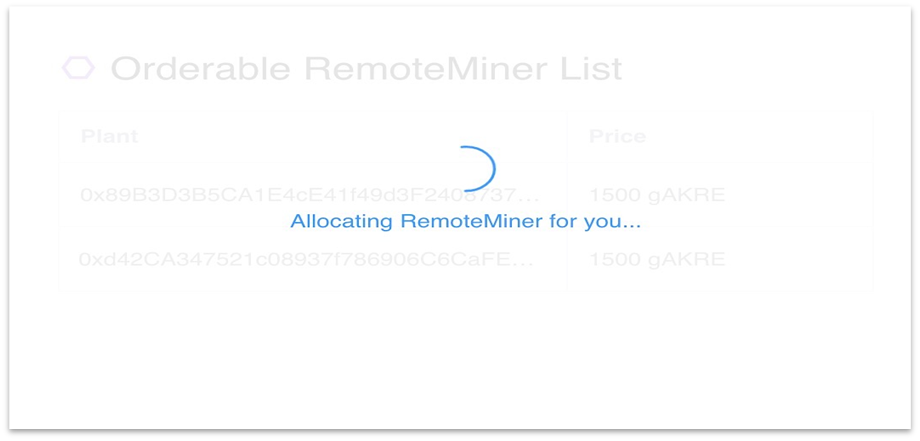 Orderable RemoteMiner List
Plant Price
0x89B3D3B5CA1E4cE41f49d3F2408737... 1500 gAKRE
Allocating RemoteMiner for you...
0xd42CA347521c08937f786906C6CaFE... 1500 gAKRE